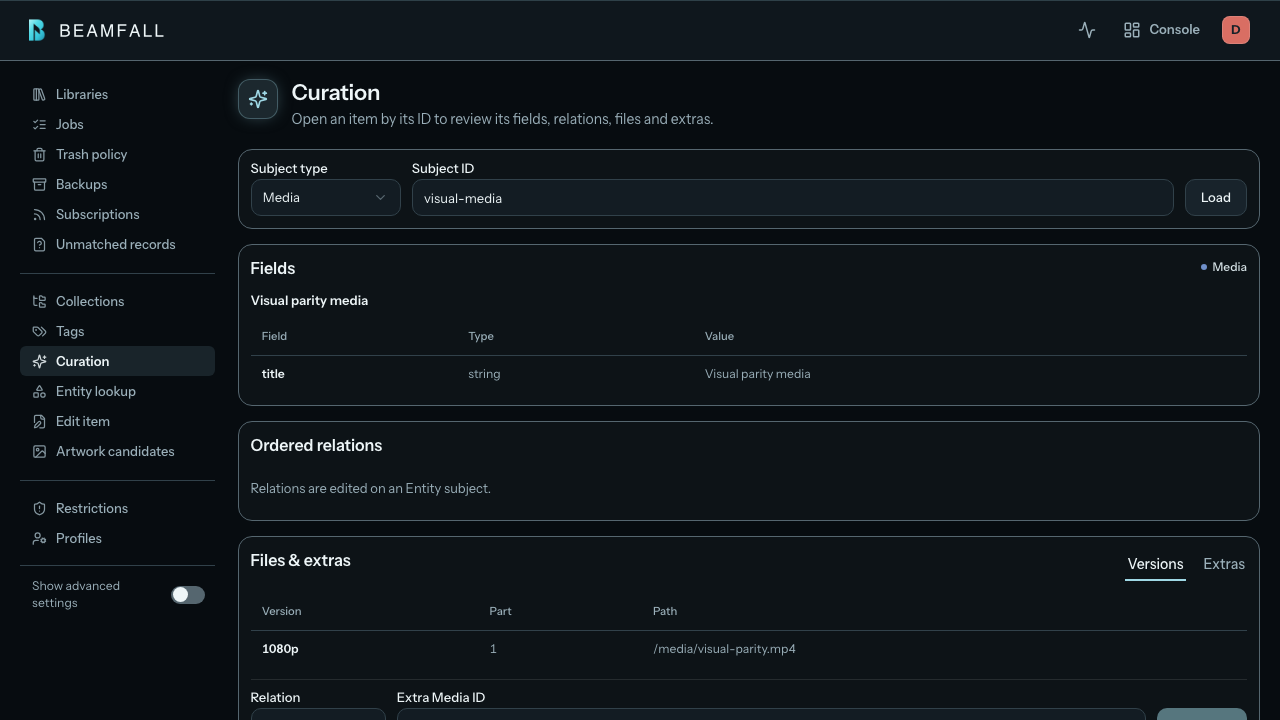 BEAMFALL
Console
D
Libraries
Jobs
Trash policy
Backups
Subscriptions
Unmatched records
Collections
Tags
Curation
Entity lookup
Edit item
Artwork candidates
Restrictions
Profiles
Show advanced
settings
Curation
Open an item by its ID to review its fields, relations, files and extras.
Subject type
Subject ID
Media
visual-media
Load
Fields
Media
Visual parity media
Field Type Value
title string Visual parity media
Ordered relations
Relations are edited on an Entity subject.
Files & extras
Versions Extras
Version Part Path
1080p 1 /media/visual-parity.mp4
Relation
Extra Media ID